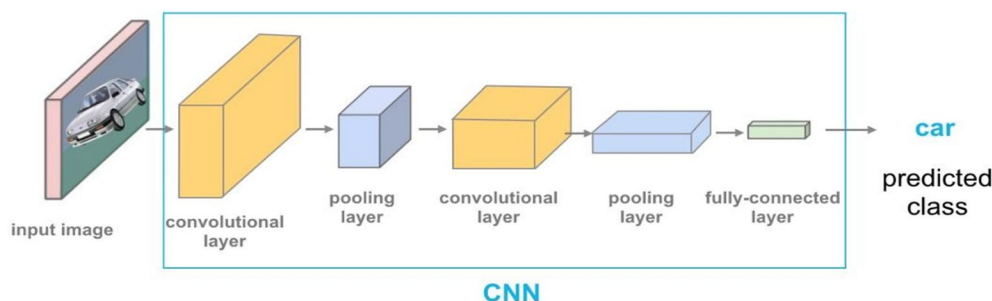 input image
convolutional
layer
pooling
layer
convolutional
layer
pooling
layer
fully-connected
layer
car
predicted
class
CNN